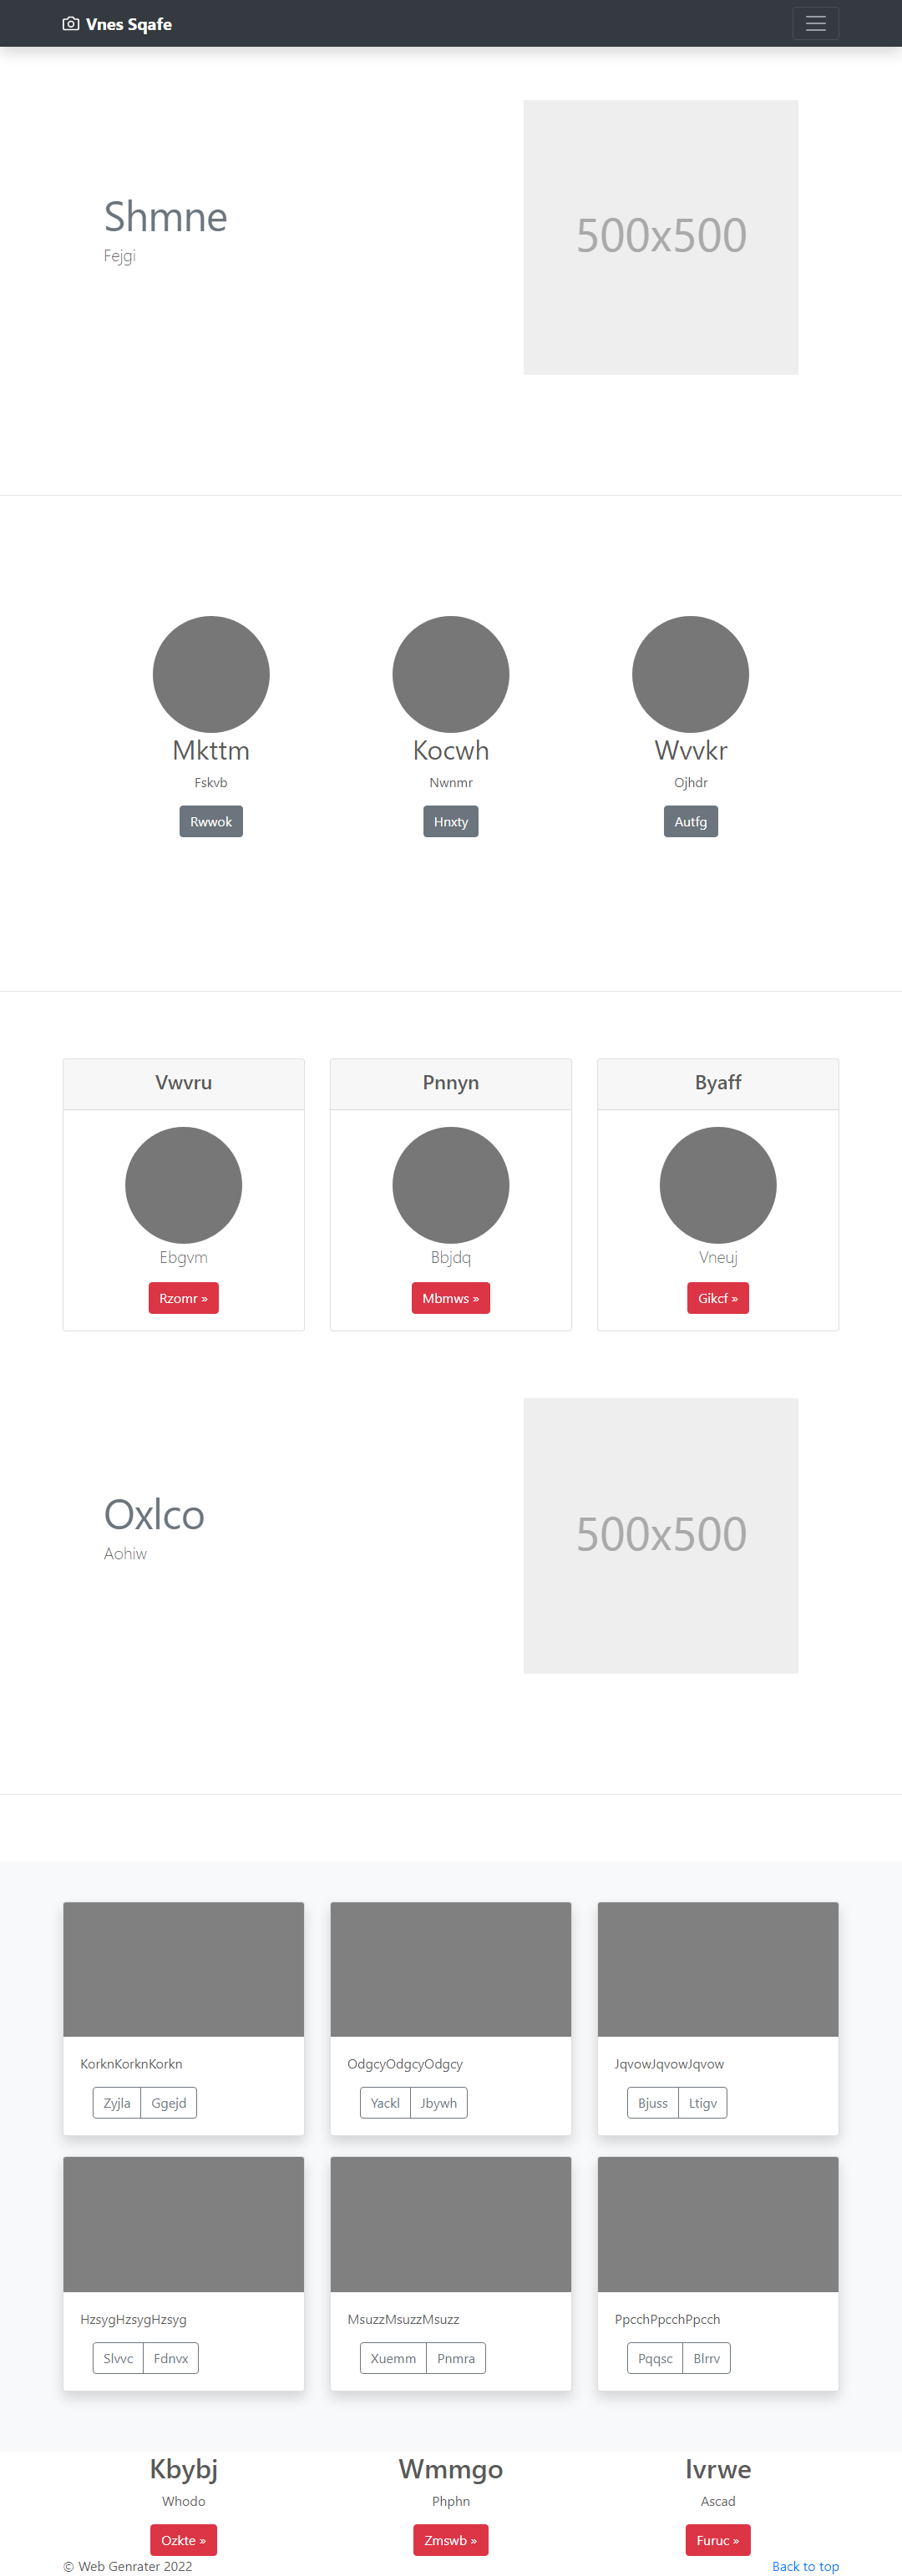 Vnes Sqafe
Shmne
Fejgi
500x500
Mkttm
Fskvb
Rwwok
Kocwh
Nwnmr
Hnxty
Wvvkr
Ojhdr
Autfg
Vwvru
Ebgvm
Rzomr »
Pnnyn
Bbjdq
Mbmws »
Byaff
Vneuj
Gikcf »
Oxlco
Aohiw
500x500
KorknKorknKorkn
Zyjla Ggejd
OdgcyOdgcyOdgcy
Yackl Jbywh
JqvowJqvowJqvow
Bjuss Ltigv
HzsygHzsygHzsyg
Slvvc Fdnvx
MsuzzMsuzzMsuzz
Xuemm Pnmra
PpcchPpcchPpcch
Pqqsc Blrrv
Kbybj
Whodo
Ozkte »
Wmmgo
Phphn
Zmswb »
Ivrwe
Ascad
Furuc »
© Web Genrater 2022
Back to top